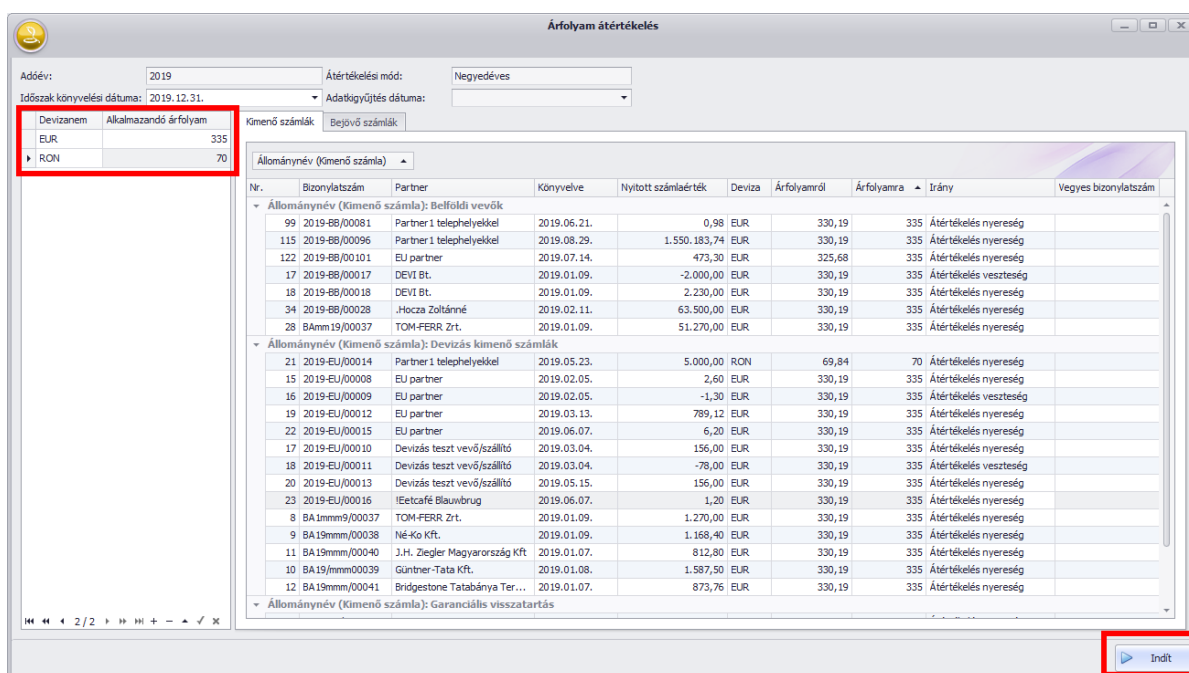 Árfolyam átértékelés
Adóév: 2019 Átértékelési mód: Negyedéves
Időszak könyvelési dátuma: 2019.12.31. Adatkigyűjtés dátuma:
Devizanem Alkalmazandó árfolyam
EUR 335
RON 70
Kimenő számlák Bejövő számlák
Állománynév (Kimenő számla)
Nr. Bizonylatszám Partner Könyvelve Nyitott számlaérték Deviza Árfolyamról Árfolyamra Irány Vegyes bizonylatszám
Állománynév (Kimenő számla): Belföldi vevők
99 2019-BB/00081 Partner1 telephelyekkel 2019.06.21. 0,98 EUR 330,19 335 Átértékelés nyereség
115 2019-BB/00096 Partner1 telephelyekkel 2019.08.29. 1.550.183,74 EUR 330,19 335 Átértékelés nyereség
122 2019-BB/00101 EU partner 2019.07.14. 473,30 EUR 325,68 335 Átértékelés nyereség
17 2019-BB/00017 DEVI Bt. 2019.01.09. -2.000,00 EUR 330,19 335 Átértékelés veszteség
18 2019-BB/00018 DEVI Bt. 2019.01.09. 2.230,00 EUR 330,19 335 Átértékelés nyereség
34 2019-BB/00028 .Hocza Zoltánné 2019.02.11. 63.500,00 EUR 330,19 335 Átértékelés nyereség
28 BAmm19/00037 TOM-FERR Zrt. 2019.01.09. 51.270,00 EUR 330,19 335 Átértékelés nyereség
Állománynév (Kimenő számla): Devizás kimenő számlák
21 2019-EU/00014 Partner1 telephelyekkel 2019.05.23. 5.000,00 RON 69,84 70 Átértékelés nyereség
15 2019-EU/00008 EU partner 2019.02.05. 2,60 EUR 330,19 335 Átértékelés nyereség
16 2019-EU/00009 EU partner 2019.02.05. -1,30 EUR 330,19 335 Átértékelés veszteség
19 2019-EU/00012 EU partner 2019.03.13. 789,12 EUR 330,19 335 Átértékelés nyereség
22 2019-EU/00015 EU partner 2019.06.07. 6,20 EUR 330,19 335 Átértékelés nyereség
17 2019-EU/00010 Devizás teszt vevő/szállító 2019.03.04. 156,00 EUR 330,19 335 Átértékelés nyereség
18 2019-EU/00011 Devizás teszt vevő/szállító 2019.03.04. -78,00 EUR 330,19 335 Átértékelés veszteség
20 2019-EU/00013 Devizás teszt vevő/szállító 2019.05.15. 156,00 EUR 330,19 335 Átértékelés nyereség
23 2019-EU/00016 !Eetcafé Blauwbrug 2019.06.07. 1,20 EUR 330,19 335 Átértékelés nyereség
8 BA1mmm9/00037 TOM-FERR Zrt. 2019.01.09. 1.270,00 EUR 330,19 335 Átértékelés nyereség
9 BA19mmm/00038 Né-Ko Kft. 2019.01.09. 1.168,40 EUR 330,19 335 Átértékelés nyereség
11 BA19mmm/00040 J.H. Ziegler Magyarország Kft 2019.01.07. 812,80 EUR 330,19 335 Átértékelés nyereség
10 BA19/mmm00039 Güntner-Tata Kft. 2019.01.08. 1.587,50 EUR 330,19 335 Átértékelés nyereség
12 BA19mmm/00041 Bridgestone Tatabánya Ter... 2019.01.07. 873,76 EUR 330,19 335 Átértékelés nyereség
Állománynév (Kimenő számla): Garanciális visszatartás
2/2
Indít